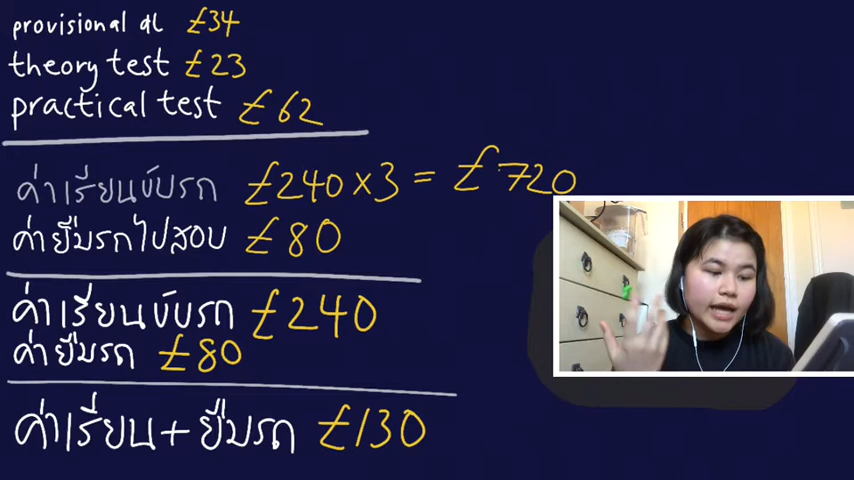 provisional dl £34
theory test £23
practical test £62
ค่าเรียนขับรถ £240 x 3 = £720
ค่ายืมรถไปสอบ £80
ค่าเรียนขับรถ £240
ค่ายืมรถ £80
ค่าเรียน + ยืมรถ £130